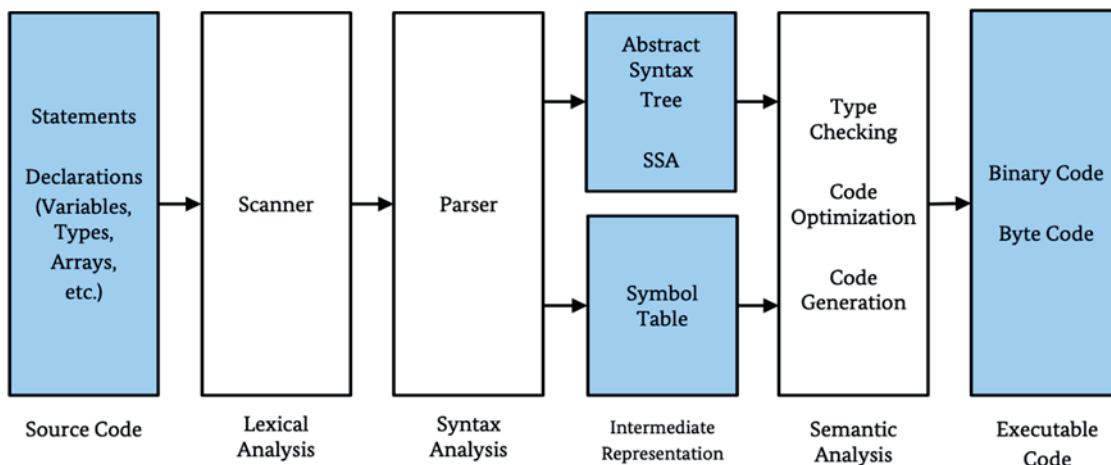 Statements
Declarations
(Variables,
Types,
Arrays,
etc.)
Scanner
Parser
Abstract
Syntax
Tree
SSA
Symbol
Table
Type
Checking
Code
Optimization
Code
Generation
Binary Code
Byte Code
Source Code
Lexical
Analysis
Syntax
Analysis
Intermediate
Representation
Semantic
Analysis
Executable
Code